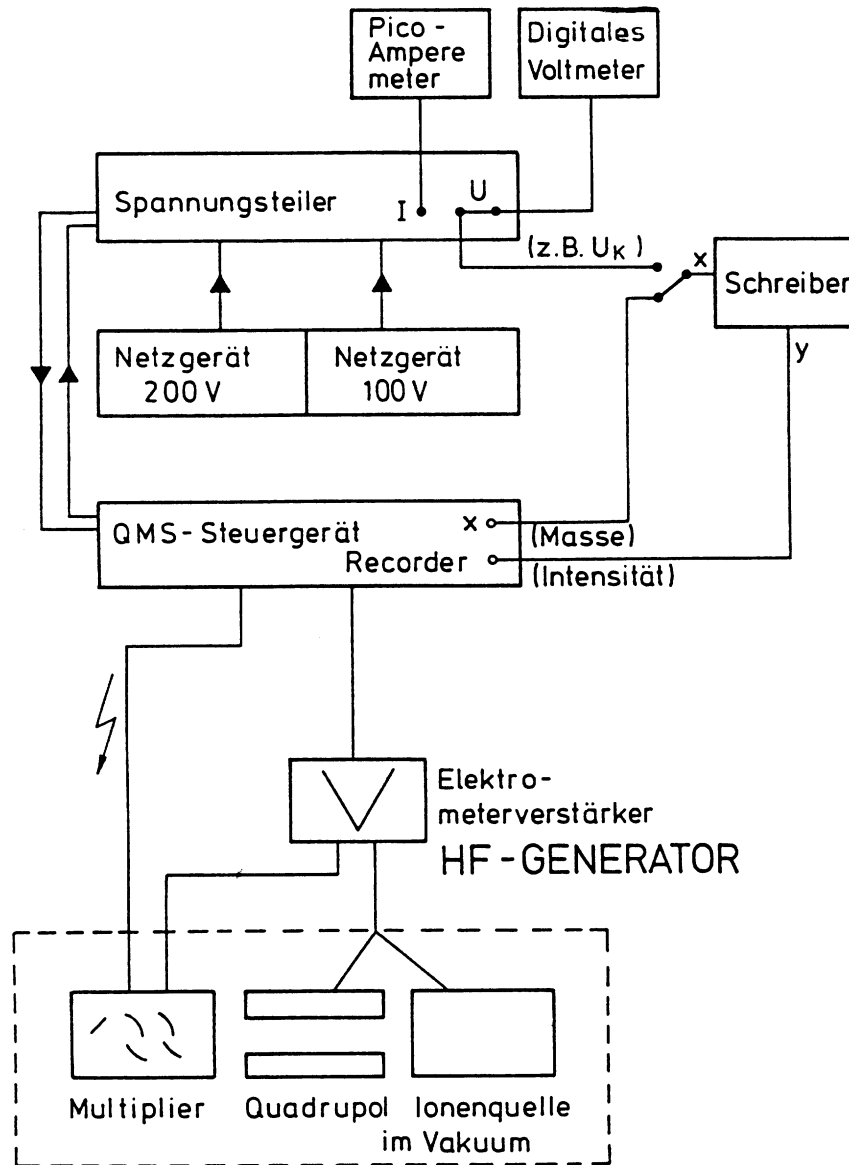 Pico-
Ampere
meter
Digitales
Voltmeter
Spannungsteiler
I
U
(z.B. UK)
x
Schreiber
y
Netzgerät
200 V
Netzgerät
100 V
QMS-Steuergerät
x
(Masse)
Recorder
(Intensität)
Elektro-
meterverstärker
HF-GENERATOR
Multiplier
Quadrupol
Ionenquelle
im Vakuum